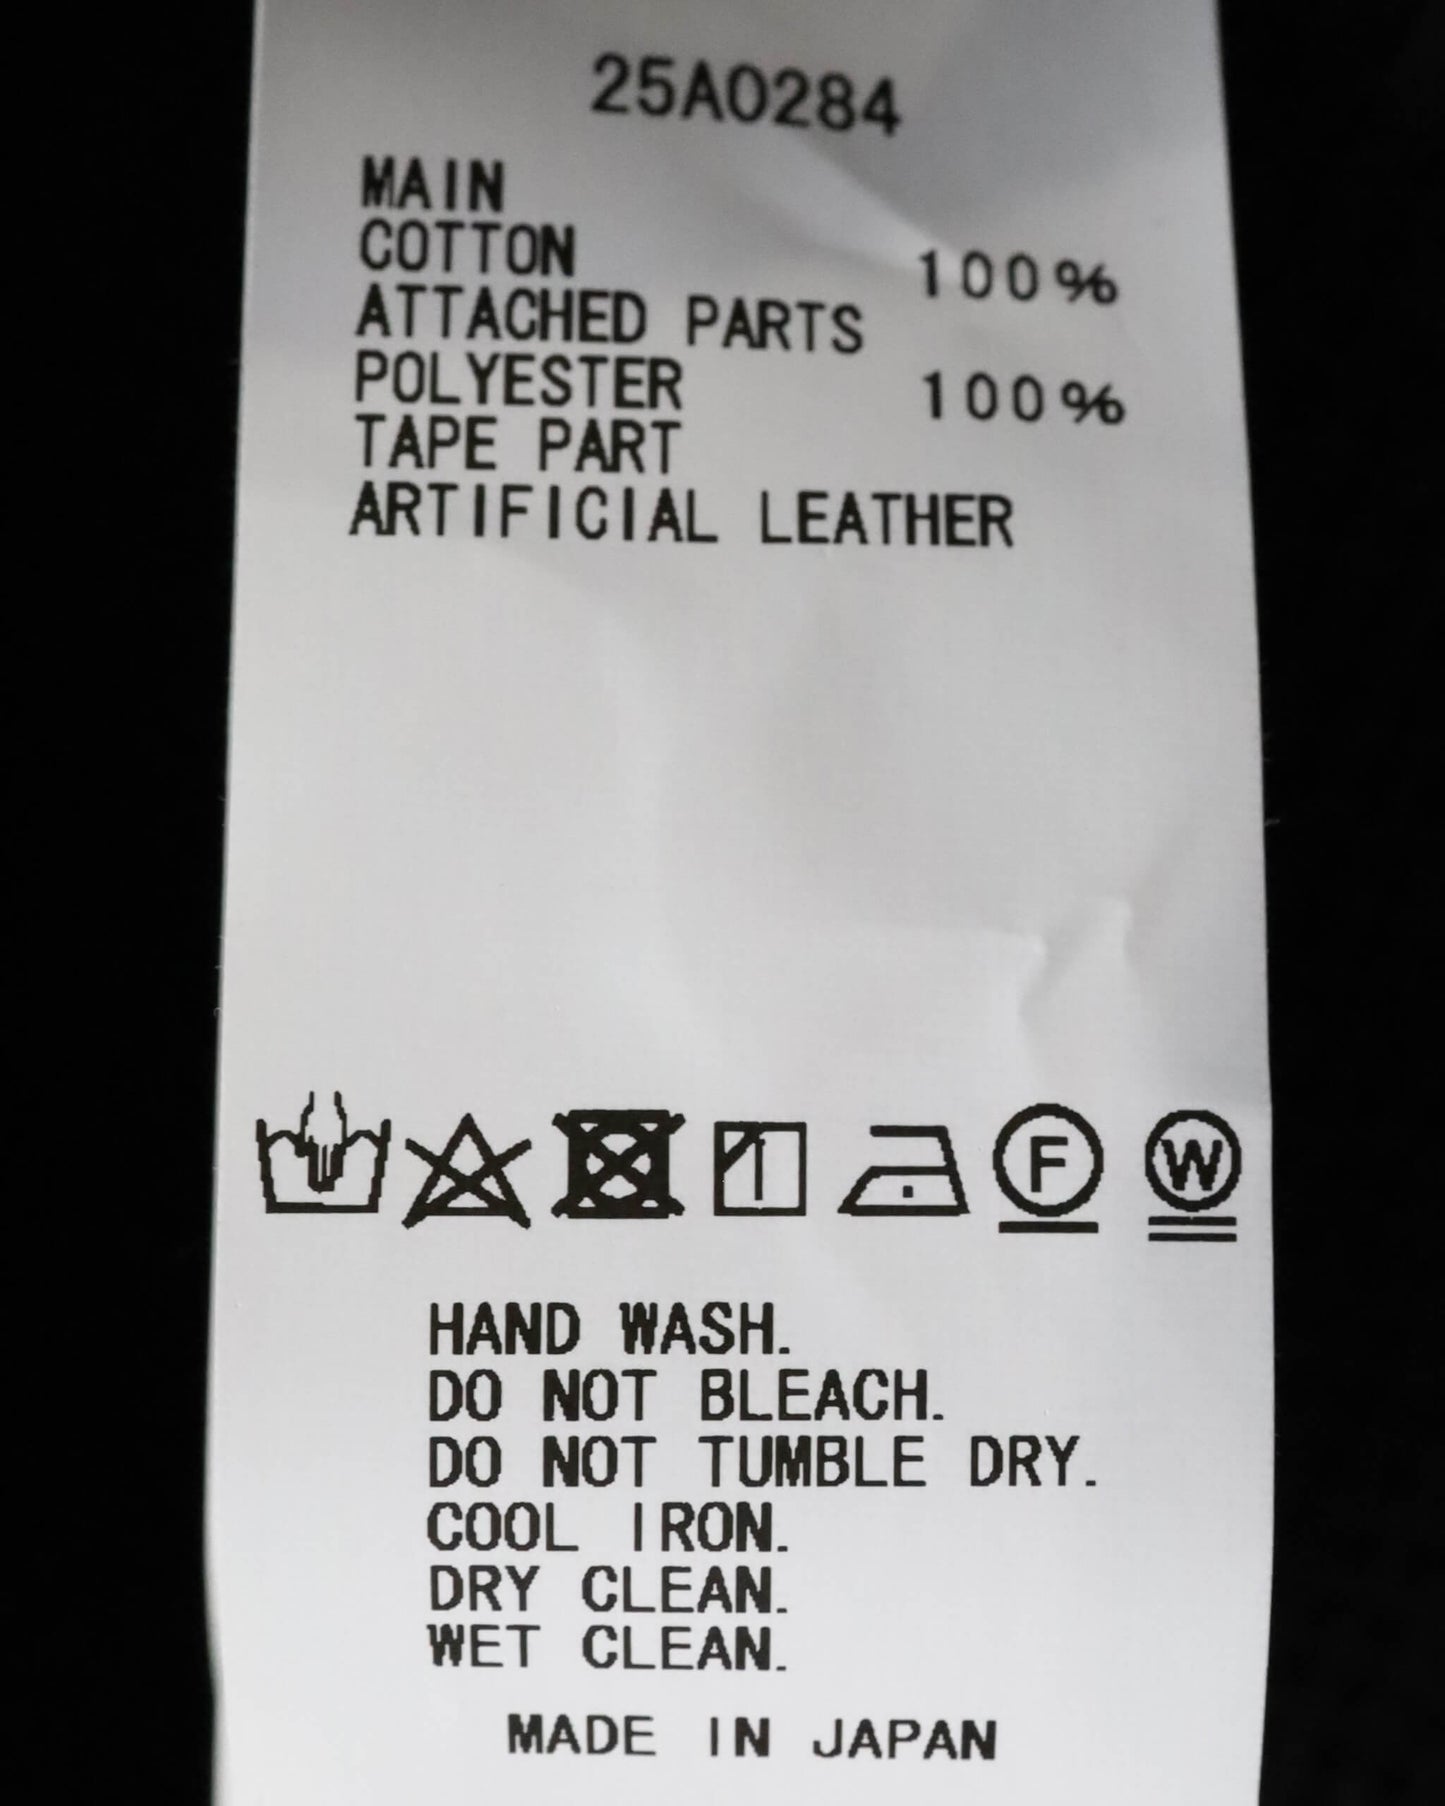 25A0284
MAIN
COTTON 100%
ATTACHED PARTS
POLYESTER 100%
TAPE PART
ARTIFICIAL LEATHER
F W
HAND WASH.
DO NOT BLEACH.
DO NOT TUMBLE DRY.
COOL IRON.
DRY CLEAN.
WET CLEAN.
MADE IN JAPAN